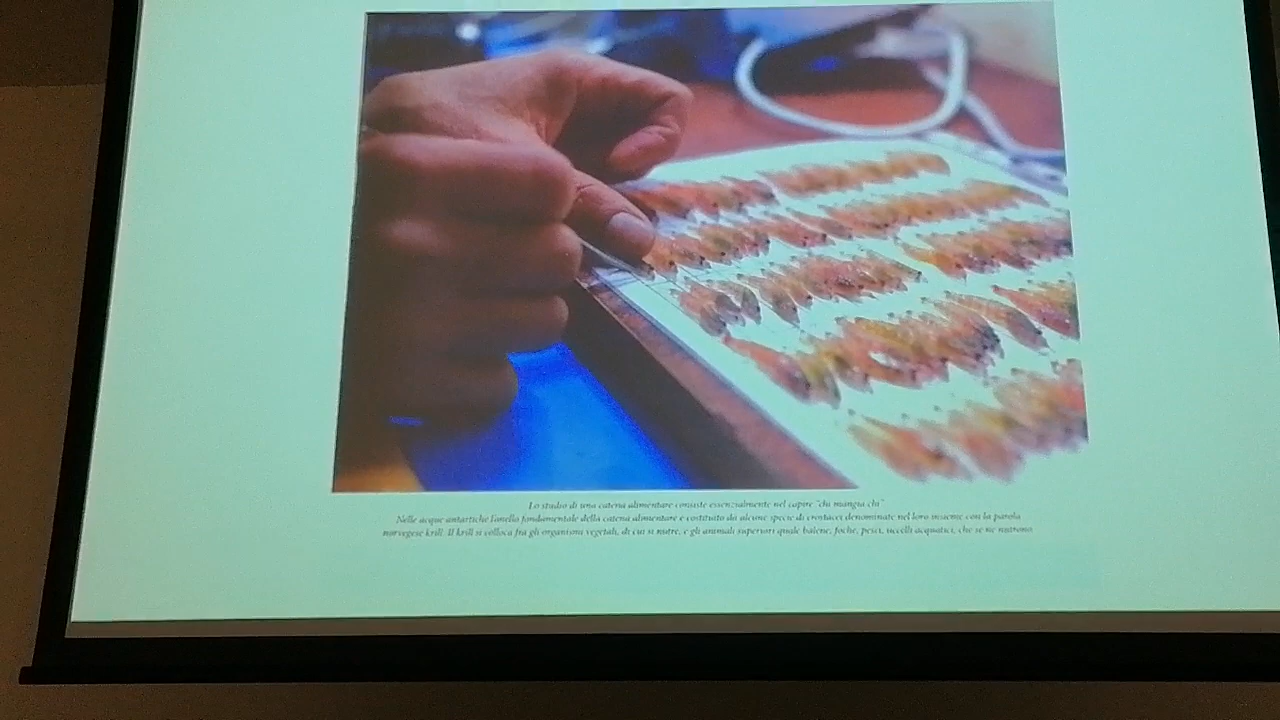 Lo studio di una catena alimentare consiste essenzialmente nel capire "chi mangia chi"
Nelle acque antartiche l'anello fondamentale della catena alimentare è costituito da alcune specie di crostacei denominate nel loro insieme con la parola
norvegese krill. Il krill si colloca fra gli organismi vegetali, di cui si nutre, e gli animali superiori quale balene, foche, pesci, uccelli acquatici, che se ne nutrono